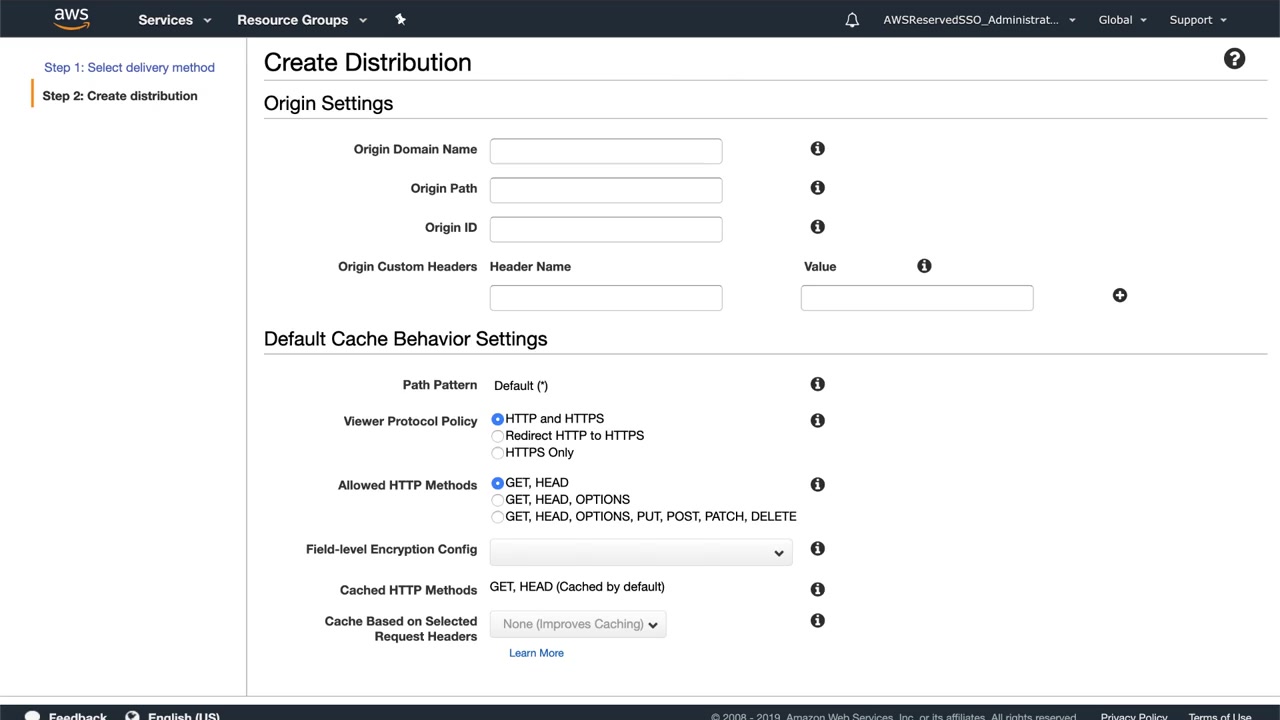 aws Services Resource Groups AWSReservedSSO_Administrat... Global Support
Step 1: Select delivery method
Step 2: Create distribution
Create Distribution
Origin Settings
Origin Domain Name
Origin Path
Origin ID
Origin Custom Headers Header Name Value
Default Cache Behavior Settings
Path Pattern Default (*)
Viewer Protocol Policy HTTP and HTTPS
Redirect HTTP to HTTPS
HTTPS Only
Allowed HTTP Methods GET, HEAD
GET, HEAD, OPTIONS
GET, HEAD, OPTIONS, PUT, POST, PATCH, DELETE
Field-level Encryption Config
Cached HTTP Methods GET, HEAD (Cached by default)
Cache Based on Selected
Request Headers
None (Improves Caching)
Learn More
Feedback English (US) © 2008 - 2019, Amazon Web Services, Inc. or its affiliates. All rights reserved. Privacy Policy Terms of Use